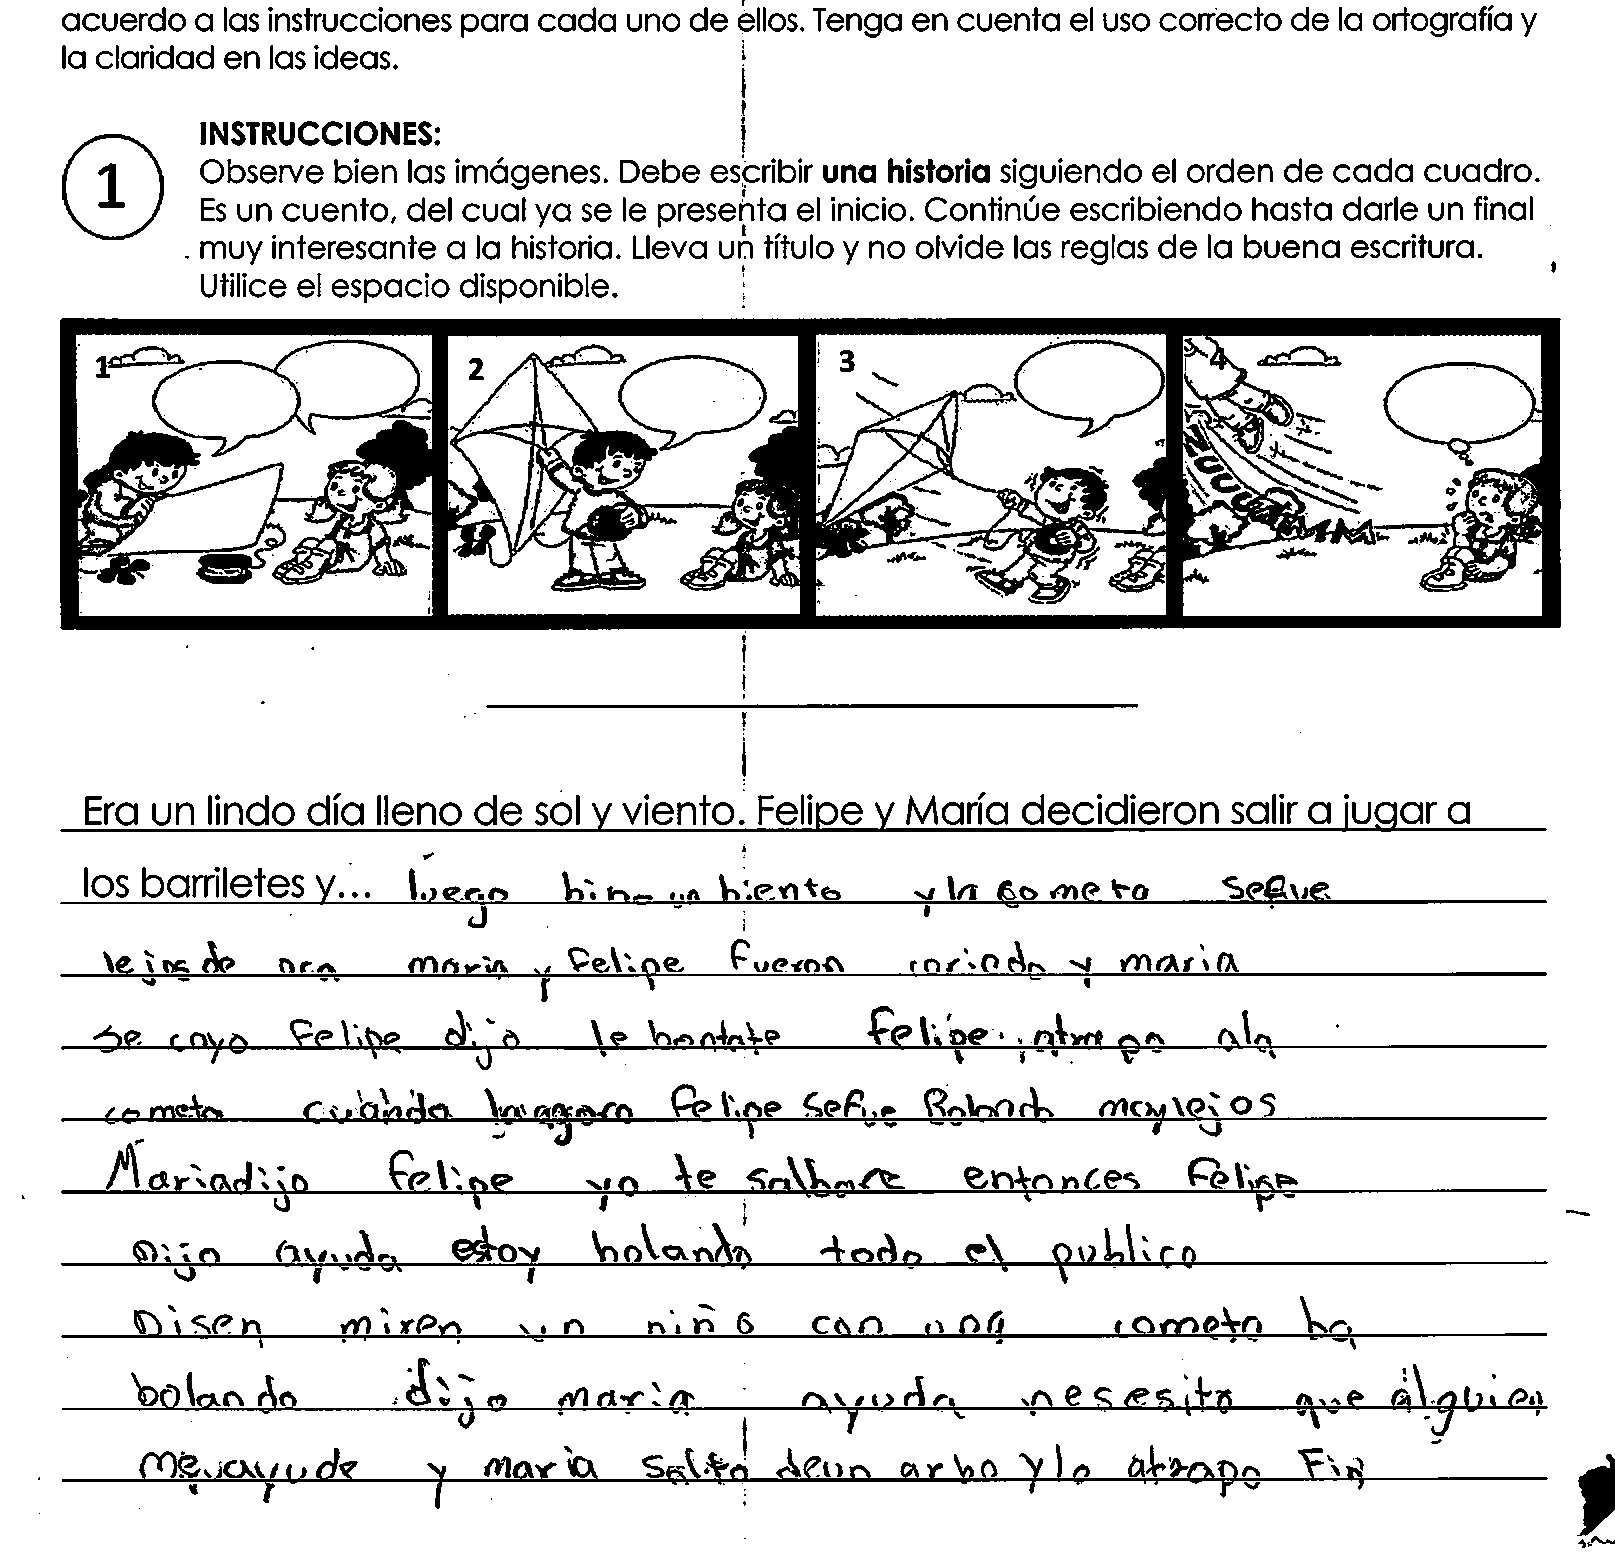 acuerdo a las instrucciones para cada uno de ellos. Tenga en cuenta el uso correcto de la ortografía y
la claridad en las ideas.
1
INSTRUCCIONES:
Observe bien las imágenes. Debe escribir una historia siguiendo el orden de cada cuadro.
Es un cuento, del cual ya se le presenta el inicio. Continúe escribiendo hasta darle un final
muy interesante a la historia. Lleva un título y no olvide las reglas de la buena escritura.
Utilice el espacio disponible.
1 2 3 4
Era un lindo día lleno de sol y viento. Felipe y María decidieron salir a jugar a
los barriletes y... luego bino un biento y la cometa sefue
lejos de maria y felipe fueron coriedo y maria
se cayo Felipe dijo le bantate felipe atrapo ala
cometa cuando felipe sefue Bolando moy lejos
Mariadijo felipe yo te salbare entonces Felipe
Dijo ayuda estoy bolando todo el publico
Disen miren un niño con una cometa ba
bolando dijo maria ayuda nesesito que alguien
me ayude y maria salto deun arbo y lo atrapo Fin